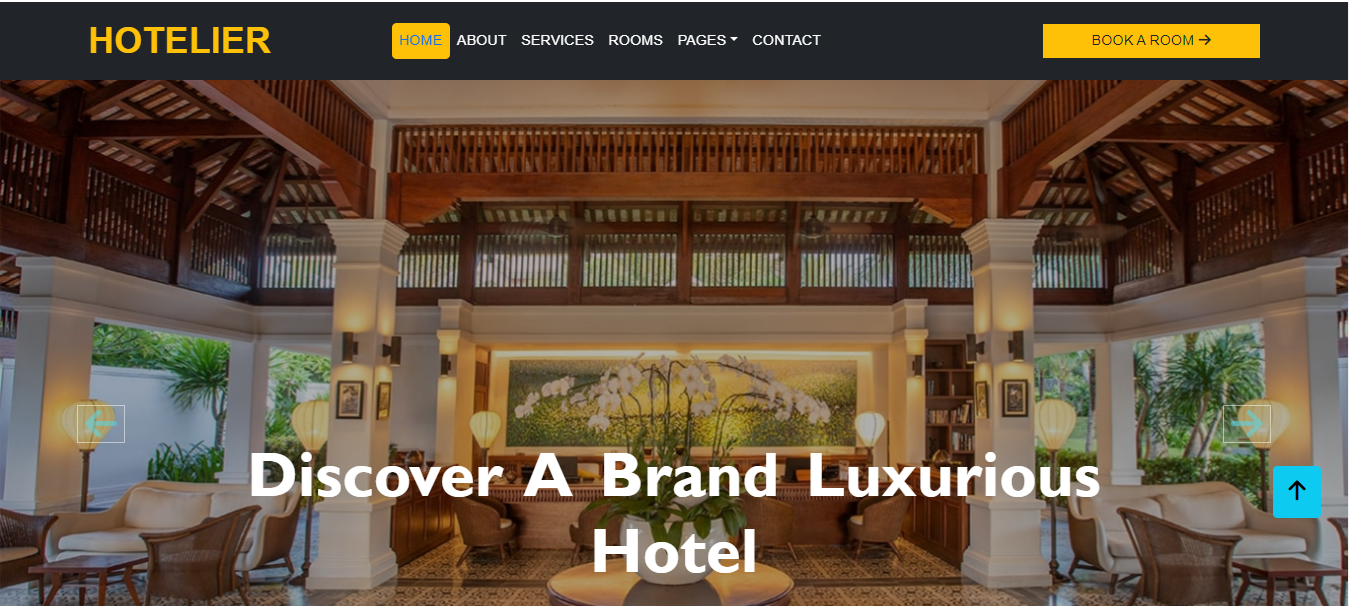 HOTELIER
HOME ABOUT SERVICES ROOMS PAGES CONTACT
BOOK A ROOM →
Discover A Brand Luxurious
Hotel